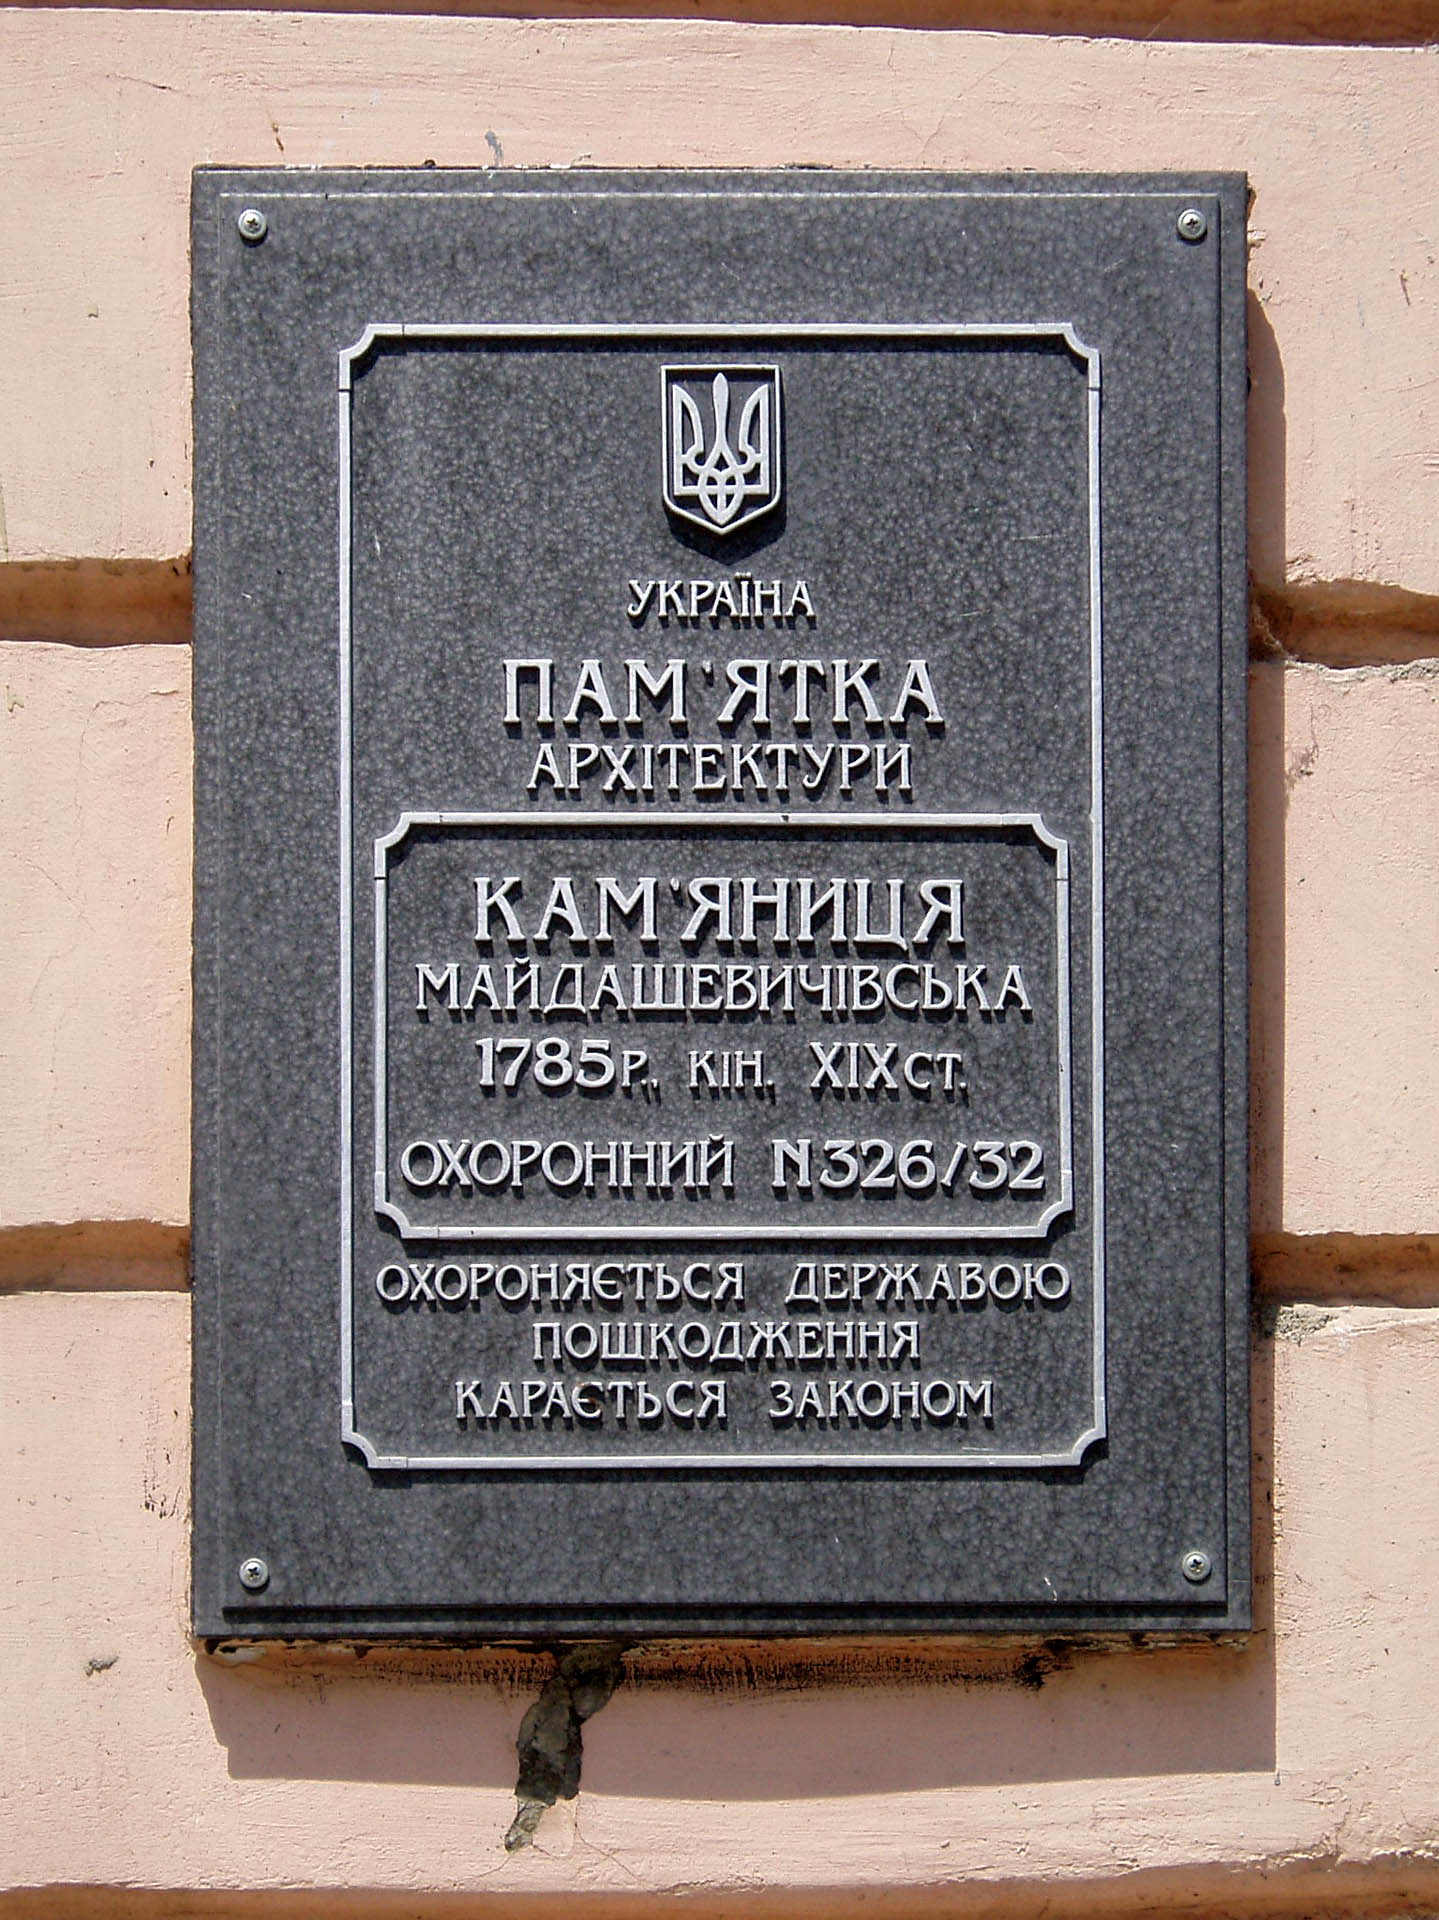 УКРАЇНА
ПАМ'ЯТКА
АРХІТЕКТУРИ
КАМ'ЯНИЦЯ
МАЙДАШЕВИЧІВСЬКА
1785Р., КІН. XIXСТ.
ОХОРОННИЙ N326/32
ОХОРОНЯЄТЬСЯ ДЕРЖАВОЮ
ПОШКОДЖЕННЯ
КАРАЄТЬСЯ ЗАКОНОМ